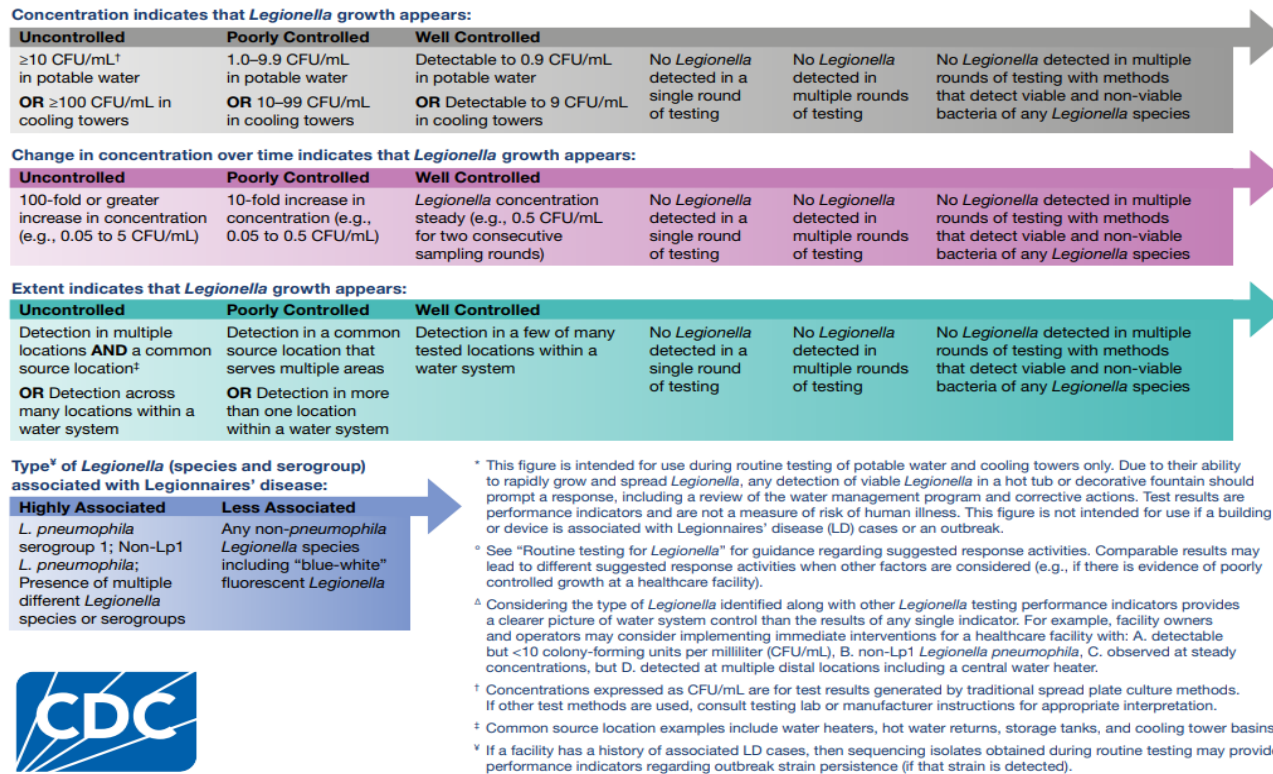 Concentration indicates that Legionella growth appears:
Uncontrolled Poorly Controlled Well Controlled
≥10 CFU/mL†
in potable water
OR ≥100 CFU/mL in
cooling towers
1.0–9.9 CFU/mL
in potable water
OR 10–99 CFU/mL
in cooling towers
Detectable to 0.9 CFU/mL
in potable water
OR Detectable to 9 CFU/mL
in cooling towers
No Legionella
detected in a
single round
of testing
No Legionella
detected in
multiple rounds
of testing
No Legionella detected in multiple
rounds of testing with methods
that detect viable and non-viable
bacteria of any Legionella species
Change in concentration over time indicates that Legionella growth appears:
Uncontrolled Poorly Controlled Well Controlled
100-fold or greater
increase in concentration
(e.g., 0.05 to 5 CFU/mL)
10-fold increase in
concentration (e.g.,
0.05 to 0.5 CFU/mL)
Legionella concentration
steady (e.g., 0.5 CFU/mL
for two consecutive
sampling rounds)
No Legionella
detected in a
single round
of testing
No Legionella
detected in
multiple rounds
of testing
No Legionella detected in multiple
rounds of testing with methods
that detect viable and non-viable
bacteria of any Legionella species
Extent indicates that Legionella growth appears:
Uncontrolled Poorly Controlled Well Controlled
Detection in multiple
locations AND a common
source location‡
OR Detection across
many locations within a
water system
Detection in a common
source location that
serves multiple areas
OR Detection in more
than one location
within a water system
Detection in a few of many
tested locations within a
water system
No Legionella
detected in a
single round
of testing
No Legionella
detected in
multiple rounds
of testing
No Legionella detected in multiple
rounds of testing with methods
that detect viable and non-viable
bacteria of any Legionella species
Type¥ of Legionella (species and serogroup)
associated with Legionnaires’ disease:
Highly Associated Less Associated
L. pneumophila
serogroup 1; Non-Lp1
L. pneumophila;
Presence of multiple
different Legionella
species or serogroups
Any non-pneumophila
Legionella species
including “blue-white”
fluorescent Legionella
CDC
* This figure is intended for use during routine testing of potable water and cooling towers only. Due to their ability
to rapidly grow and spread Legionella, any detection of viable Legionella in a hot tub or decorative fountain should
prompt a response, including a review of the water management program and corrective actions. Test results are
performance indicators and are not a measure of risk of human illness. This figure is not intended for use if a building
or device is associated with Legionnaires’ disease (LD) cases or an outbreak.
° See “Routine testing for Legionella” for guidance regarding suggested response activities. Comparable results may
lead to different suggested response activities when other factors are considered (e.g., if there is evidence of poorly
controlled growth at a healthcare facility).
Δ Considering the type of Legionella identified along with other Legionella testing performance indicators provides
a clearer picture of water system control than the results of any single indicator. For example, facility owners
and operators may consider implementing immediate interventions for a healthcare facility with: A. detectable
but <10 colony-forming units per milliliter (CFU/mL), B. non-Lp1 Legionella pneumophila, C. observed at steady
concentrations, but D. detected at multiple distal locations including a central water heater.
† Concentrations expressed as CFU/mL are for test results generated by traditional spread plate culture methods.
If other test methods are used, consult testing lab or manufacturer instructions for appropriate interpretation.
‡ Common source location examples include water heaters, hot water returns, storage tanks, and cooling tower basins
¥ If a facility has a history of associated LD cases, then sequencing isolates obtained during routine testing may provide
performance indicators regarding outbreak strain persistence (if that strain is detected).